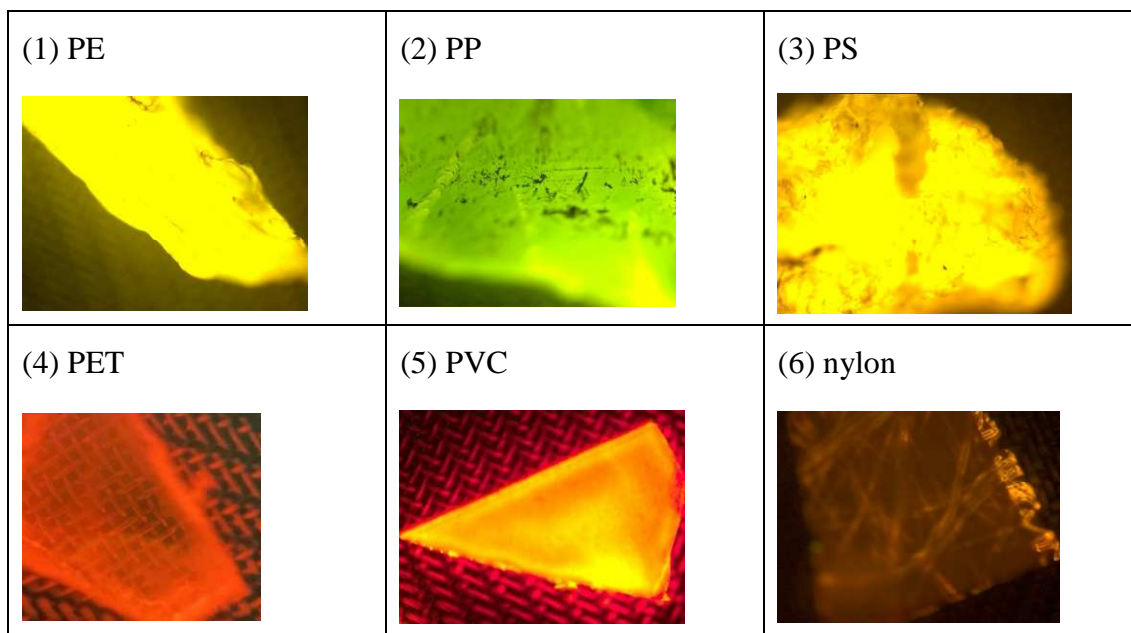 (1) PE
(2) PP
(3) PS
(4) PET
(5) PVC
(6) nylon